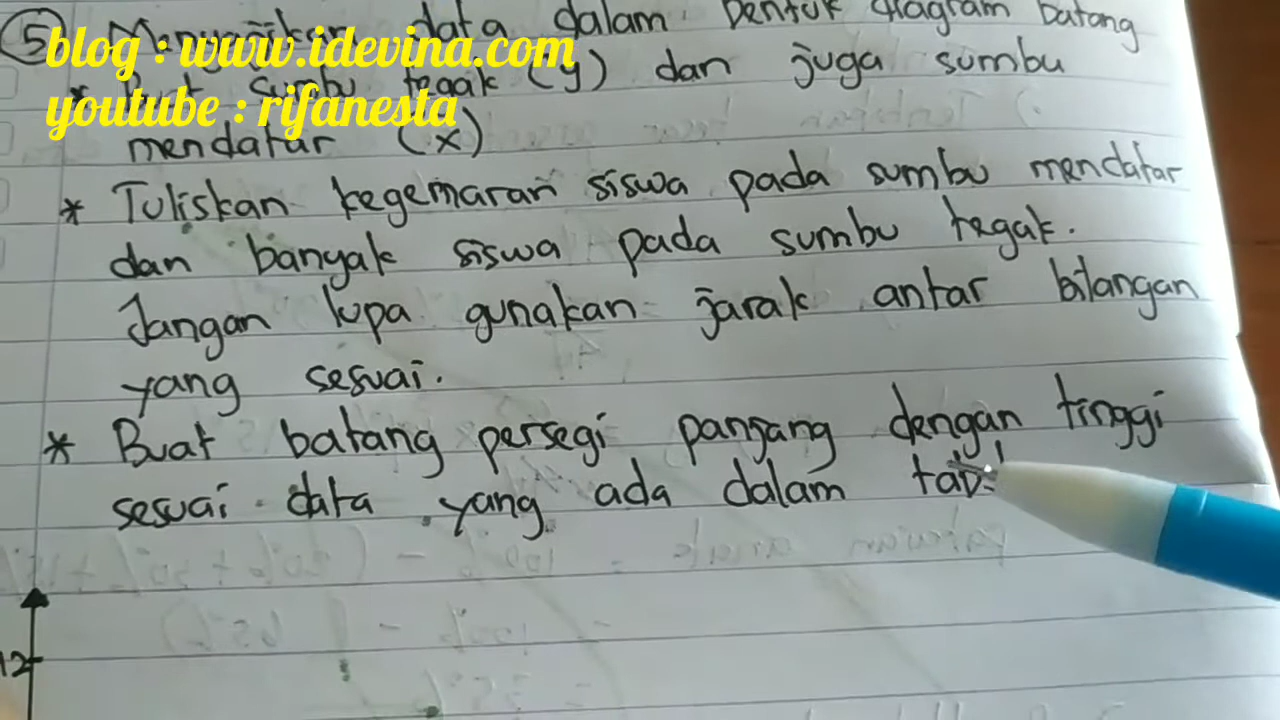 5 Menyajikan data dalam bentuk diagram batang
blog : www.idevina.com
* Buat sumbu tegak (y) dan juga sumbu
youtube : rifanesta
mendatar (x)
* Tuliskan kegemaran siswa pada sumbu mendatar
dan banyak siswa pada sumbu tegak.
Jangan lupa gunakan jarak antar bilangan
yang sesuai.
* Buat batang persegi panjang dengan tinggi
sesuai data yang ada dalam
12